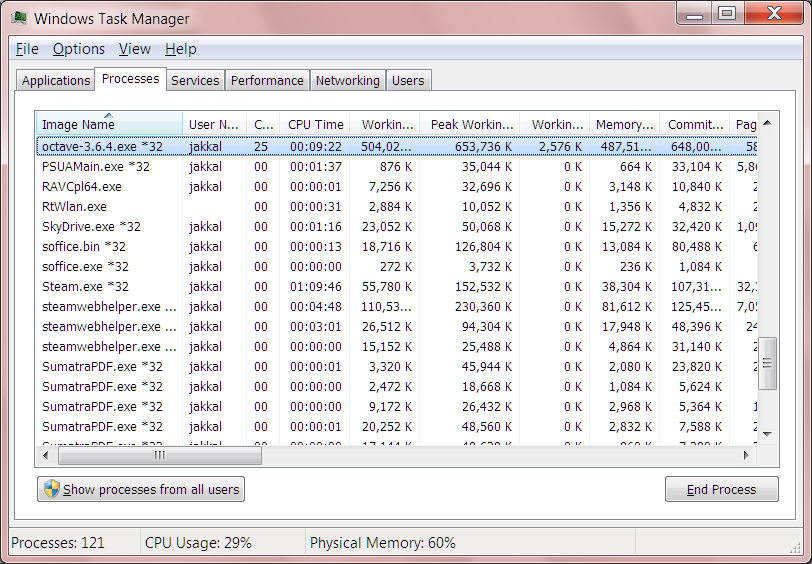 Windows Task Manager
File Options View Help
Applications Processes Services Performance Networking Users
Image Name User N... C... CPU Time Workin... Peak Workin... Workin... Memory... Commit... Pag
octave-3.6.4.exe *32 jakkal 25 00:09:22 504,02... 653,736 K 2,576 K 487,51... 648,00... 58
PSUAMain.exe *32 jakkal 00 00:01:37 876 K 35,044 K 0 K 664 K 33,104 K 5,8
RAVCpl64.exe jakkal 00 00:00:01 7,256 K 32,696 K 0 K 3,148 K 10,840 K 2
RtWlan.exe 00 00:00:31 2,884 K 10,052 K 0 K 1,356 K 4,832 K 2
SkyDrive.exe *32 jakkal 00 00:01:16 23,052 K 50,068 K 0 K 15,272 K 32,420 K 1,09
soffice.bin *32 jakkal 00 00:00:13 18,716 K 126,804 K 0 K 13,084 K 80,488 K 6
soffice.exe *32 jakkal 00 00:00:00 272 K 3,732 K 0 K 236 K 1,084 K
Steam.exe *32 jakkal 00 01:09:46 55,780 K 152,532 K 0 K 38,304 K 107,31... 32,
steamwebhelper.exe ... jakkal 00 00:04:48 110,53... 230,360 K 0 K 81,612 K 125,45... 7,05
steamwebhelper.exe ... jakkal 00 00:03:01 26,512 K 94,304 K 0 K 17,948 K 48,396 K 24
steamwebhelper.exe ... jakkal 00 00:00:00 15,152 K 25,488 K 0 K 4,864 K 31,140 K 2
SumatraPDF.exe *32 jakkal 00 00:00:01 3,320 K 45,944 K 0 K 2,080 K 23,820 K 2
SumatraPDF.exe *32 jakkal 00 00:00:00 2,472 K 18,668 K 0 K 1,084 K 5,624 K
SumatraPDF.exe *32 jakkal 00 00:00:00 9,172 K 26,432 K 0 K 2,968 K 5,364 K 1
SumatraPDF.exe *32 jakkal 00 00:00:01 20,252 K 48,560 K 0 K 2,832 K 7,588 K 2
SumatraPDF.exe *32 jakkal 00 00:00:00 0 K
Show processes from all users End Process
Processes: 121 CPU Usage: 29% Physical Memory: 60%